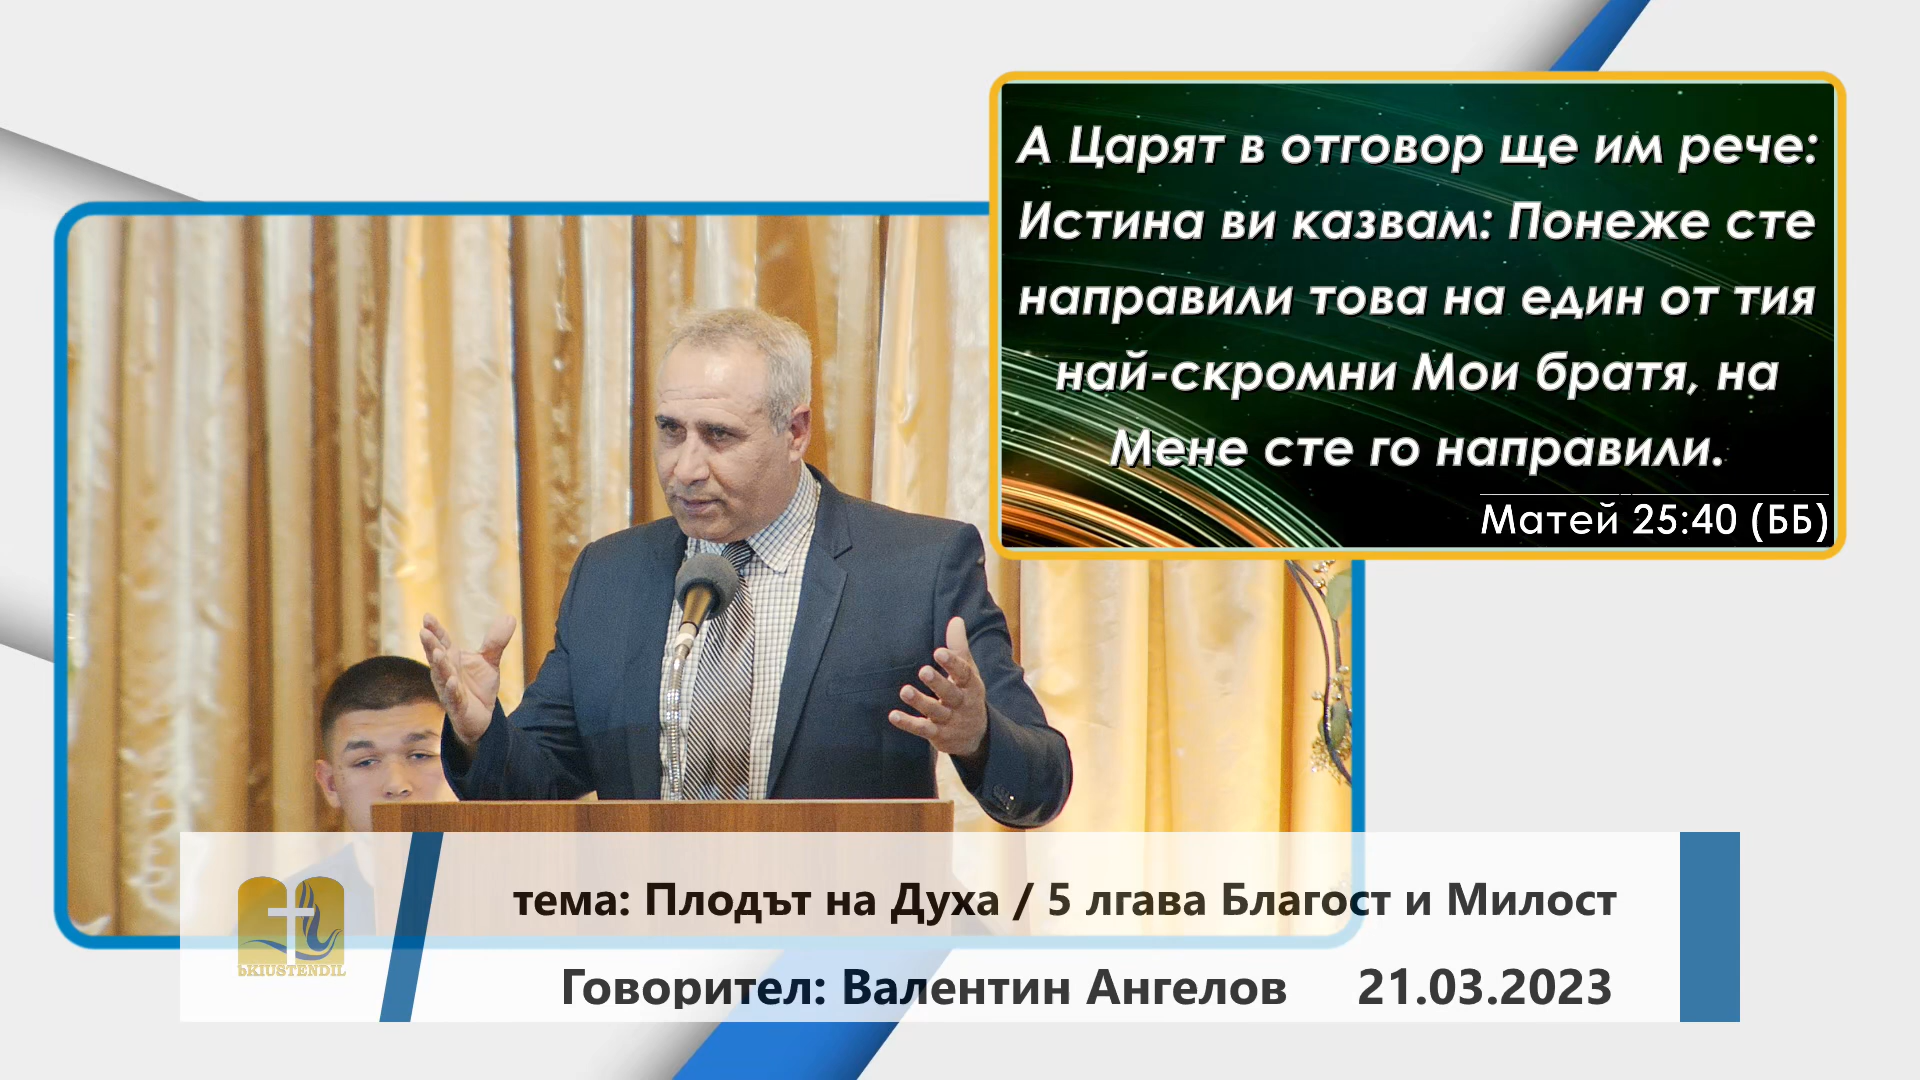 А Царят в отговор ще им рече:
Истина ви казвам: Понеже сте
направили това на един от тия
най-скромни Мои братя, на
Мене сте го направили.
Матей 25:40 (ББ)
тема: Плодът на Духа / 5 лгава Благост и Милост
bKIUSTENDIL
Говорител: Валентин Ангелов 21.03.2023